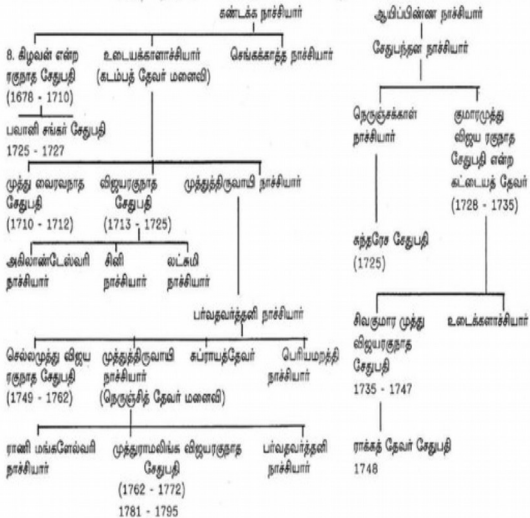 கண்டக்க நாச்சியார்
ஆயிப்பிண்ண நாச்சியார்
8. கிழவன் என்ற
ரகுநாத சேதுபதி
(1678 - 1710)
பவானி சங்கர் சேதுபதி
1725 - 1727
உடையக்காளாச்சியார்
(கடம்பத் தேவர் மனைவி)
செங்கக்காத்த நாச்சியார்
சேதுபந்தன நாச்சியார்
நெருஞ்சக்காள்
நாச்சியார்
குமாரமுத்து
விஜய ரகுநாத
சேதுபதி என்ற
கட்டையத் தேவர்
(1728 - 1735)
முத்து வைரவநாத
சேதுபதி
(1710 - 1712)
விஜயரகுநாத
சேதுபதி
(1713 - 1725)
முத்துத்திருவாயி நாச்சியார்
சுந்தரேச சேதுபதி
(1725)
அகிலாண்டேஸ்வரி
நாச்சியார்
சினி
நாச்சியார்
லட்சுமி
நாச்சியார்
பர்வதவர்த்தனி நாச்சியார்
சிவகுமார முத்து
விஜயரகுநாத
சேதுபதி
1735 - 1747
உடைக்களாச்சியார்
செல்லமுத்து விஜய
ரகுநாத சேதுபதி
(1749 - 1762)
முத்துத்திருவாயி
நாச்சியார்
(நெருஞ்சித் தேவர் மனைவி)
சுப்ராயத்தேவர்
பெரியமறத்தி
நாச்சியார்
ராணி மங்களேல்வரி
நாச்சியார்
முத்துராமலிங்க விஜயரகுநாத
சேதுபதி
(1762 - 1772)
1781 - 1795
பர்வதவர்த்தனி
நாச்சியார்
ராக்கத் தேவர் சேதுபதி
1748